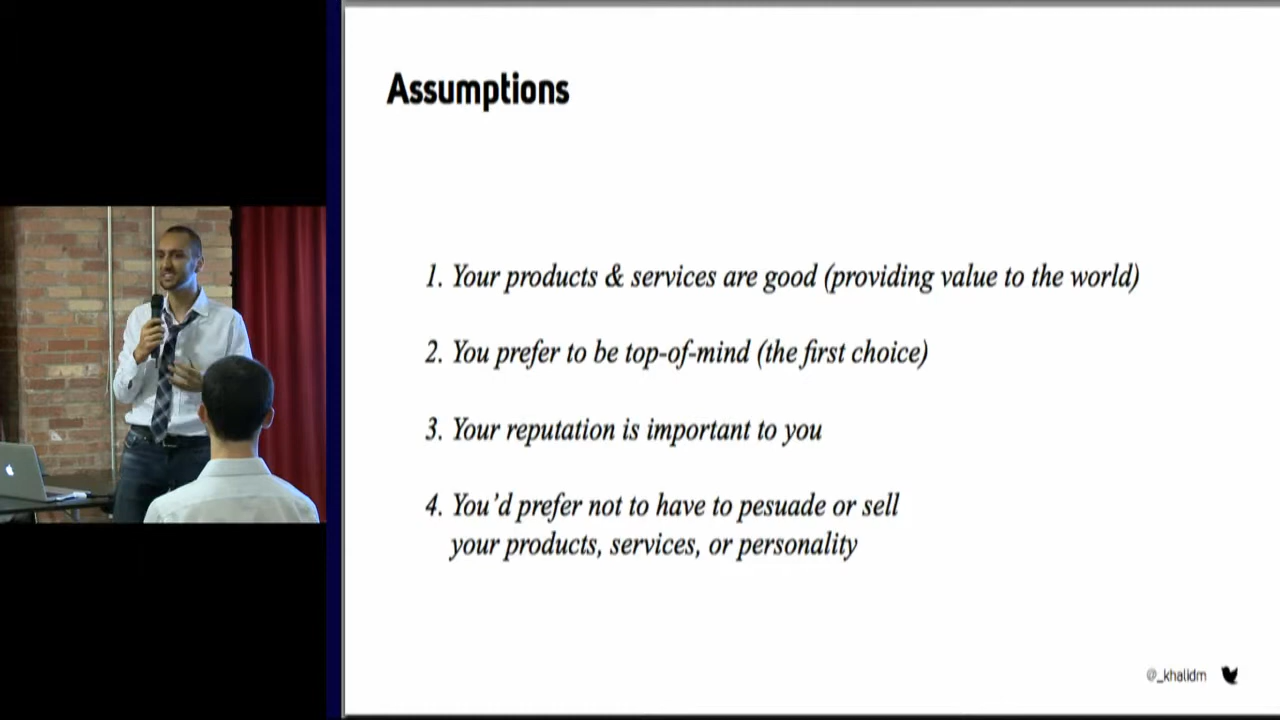 Assumptions
1. Your products & services are good (providing value to the world)
2. You prefer to be top-of-mind (the first choice)
3. Your reputation is important to you
4. You'd prefer not to have to pesuade or sell
your products, services, or personality
@_khalidm